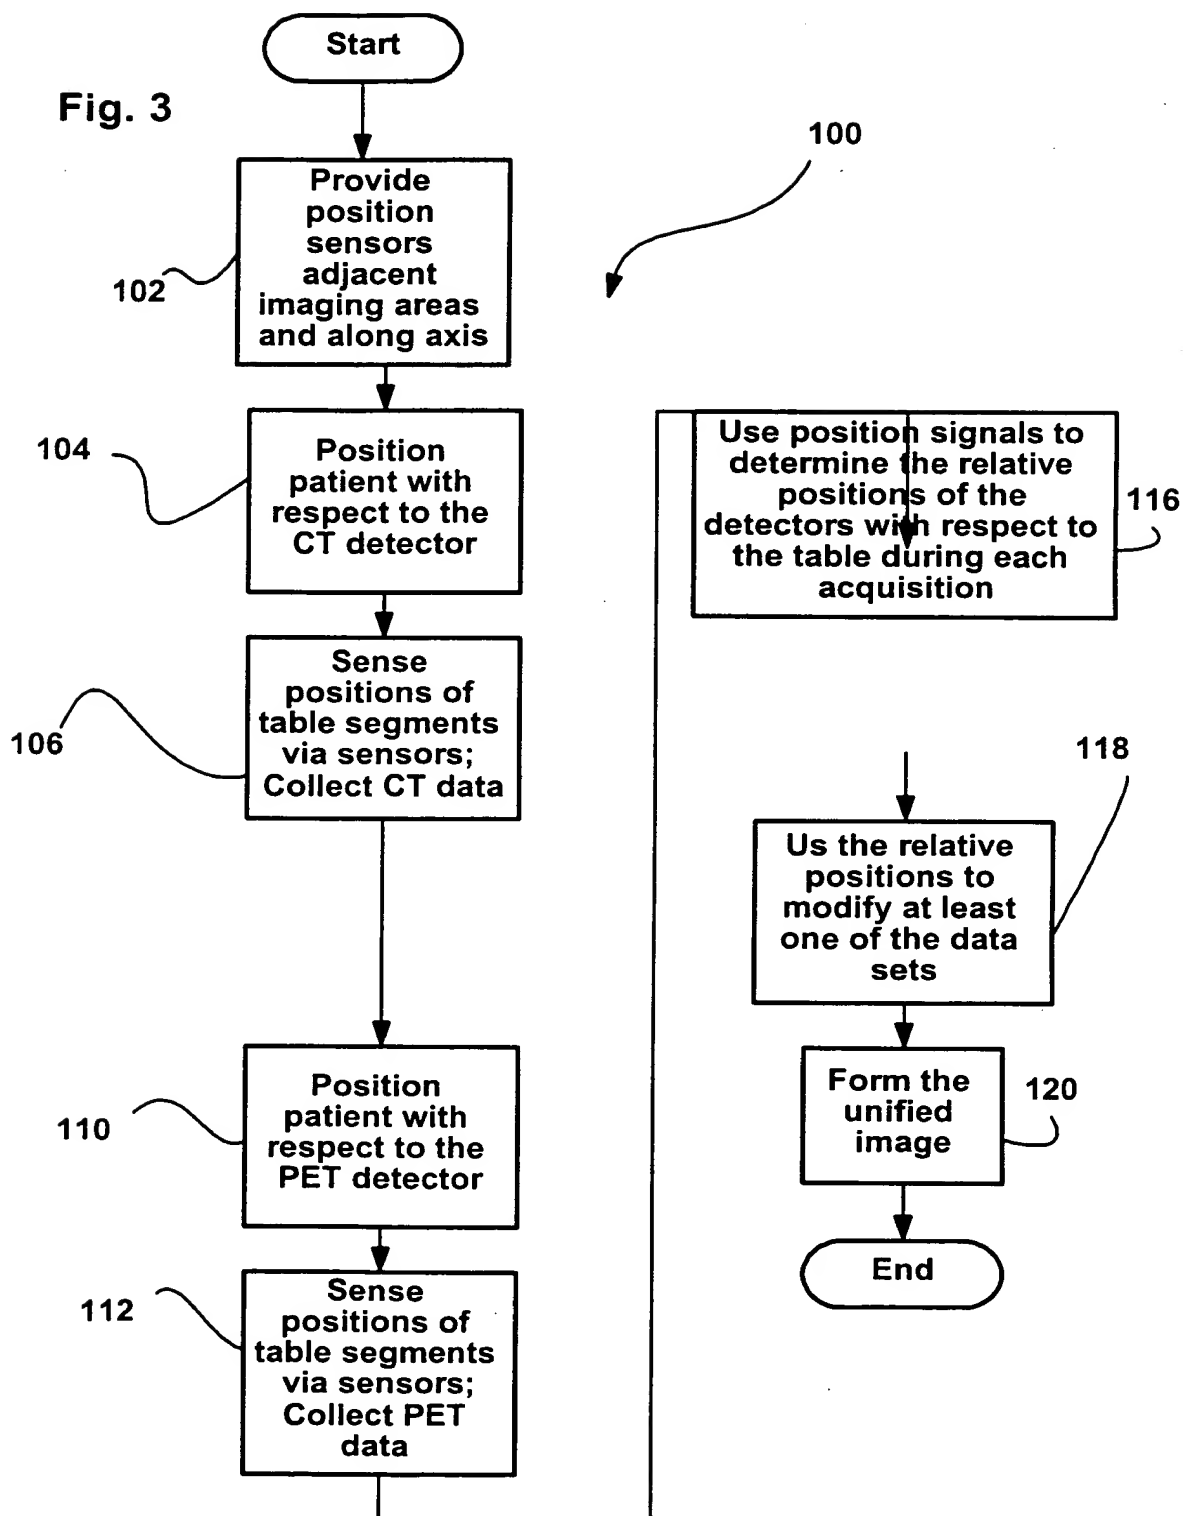 Start
Fig. 3
100
Provide
position
sensors
adjacent
imaging areas
and along axis
102
Position
patient with
respect to the
CT detector
104
Sense
positions of
table segments
via sensors;
Collect CT data
106
Position
patient with
respect to the
PET detector
110
Sense
positions of
table segments
via sensors;
Collect PET
data
112
Use position signals to
determine the relative
positions of the
detectors with respect to
the table during each
acquisition
116
Us the relative
positions to
modify at least
one of the data
sets
118
Form the
unified
image
120
End